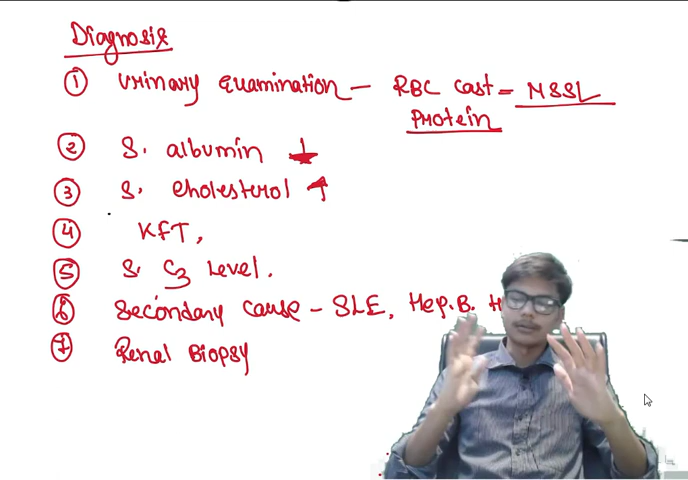 Diagnosis
① Urinary Examination – RBC cast =
Protein
② S. albumin ↓
③ S. cholesterol ↑
④ KFT,
⑤ S. C3 Level.
⑥ Secondary cause – SLE, Hep. B. H
⑦ Renal Biopsy